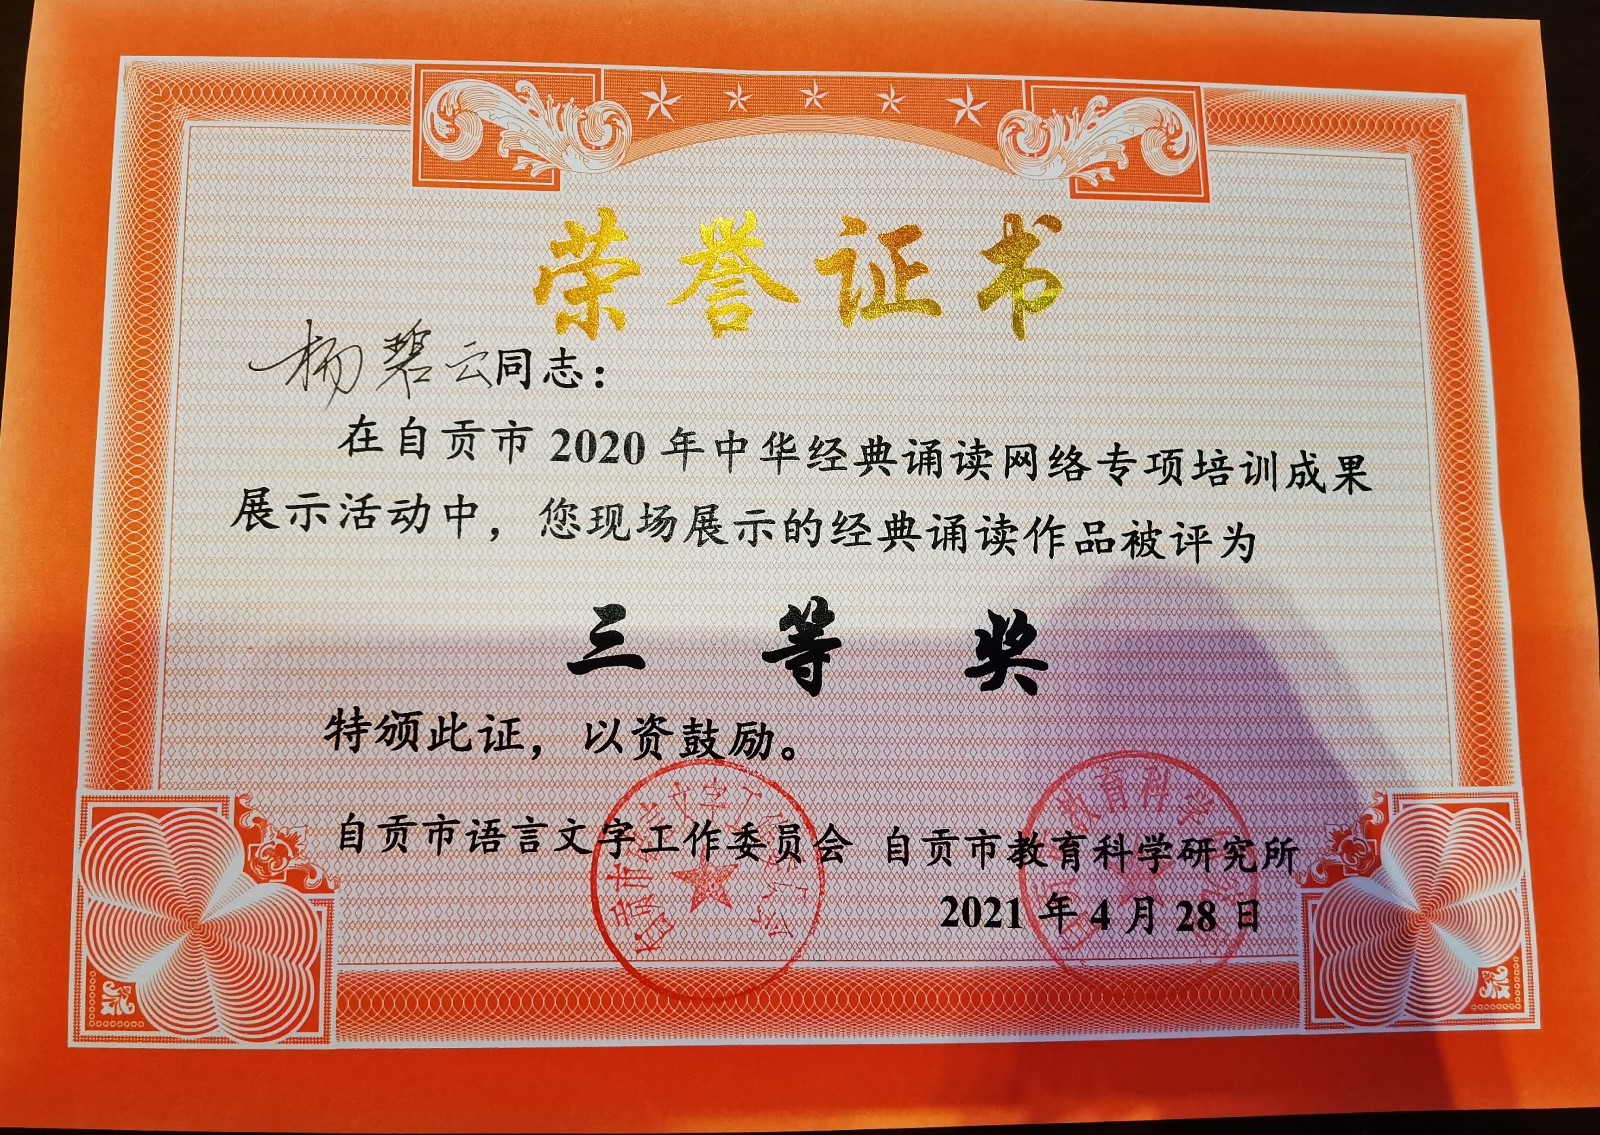 荣誉证书
杨碧云同志：
在自贡市2020年中华经典诵读网络专项培训成果
展示活动中，您现场展示的经典诵读作品被评为
三等奖
特颁此证，以资鼓励。
自贡市语言文字工作委员会 自贡市教育科学研究所
2021年4月28日